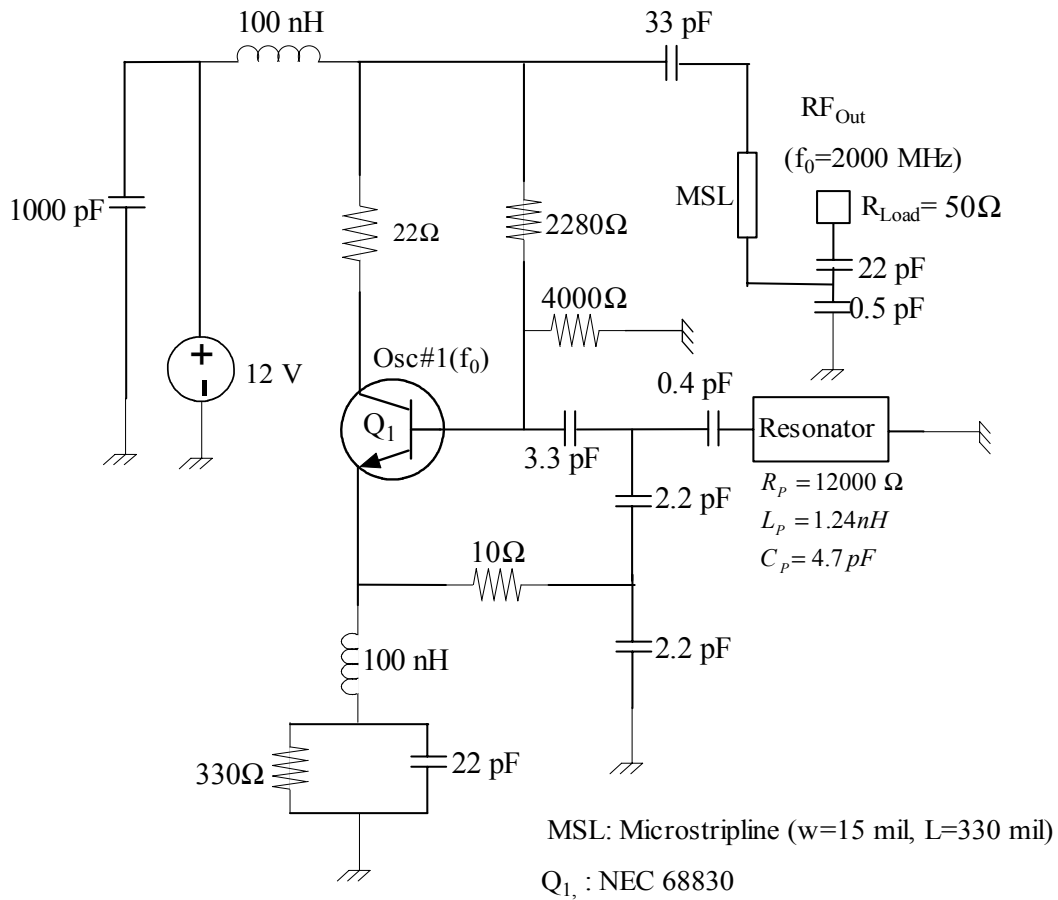 100 nH
33 pF
RF_Out
(f_0=2000 MHz)
1000 pF
MSL
R_Load= 50Ω
22Ω
2280Ω
22 pF
4000Ω
0.5 pF
Osc#1(f_0)
+
-
12 V
0.4 pF
Q_1
Resonator
3.3 pF
R_P = 12000 Ω
2.2 pF
L_P = 1.24nH
10Ω
C_P = 4.7 pF
100 nH
2.2 pF
330Ω
22 pF
MSL: Microstripline (w=15 mil, L=330 mil)
Q_1, : NEC 68830